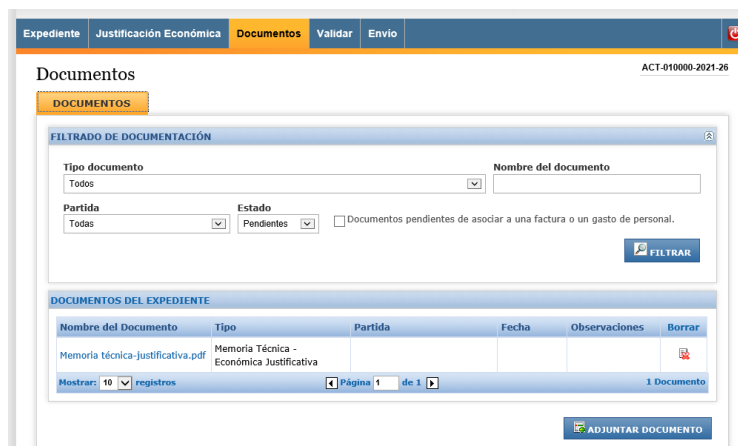 Expediente Justificación Económica Documentos Validar Envío
Documentos
ACT-010000-2021-26
DOCUMENTOS
FILTRADO DE DOCUMENTACIÓN
Tipo documento Nombre del documento
Todos
Partida Estado
Todas Pendientes Documentos pendientes de asociar a una factura o un gasto de personal.
FILTRAR
DOCUMENTOS DEL EXPEDIENTE
Nombre del Documento Tipo Partida Fecha Observaciones Borrar
Memoria técnica-justificativa.pdf Memoria Técnica -
Económica Justificativa
Mostrar: 10 registros Página 1 de 1 1 Documento
ADJUNTAR DOCUMENTO